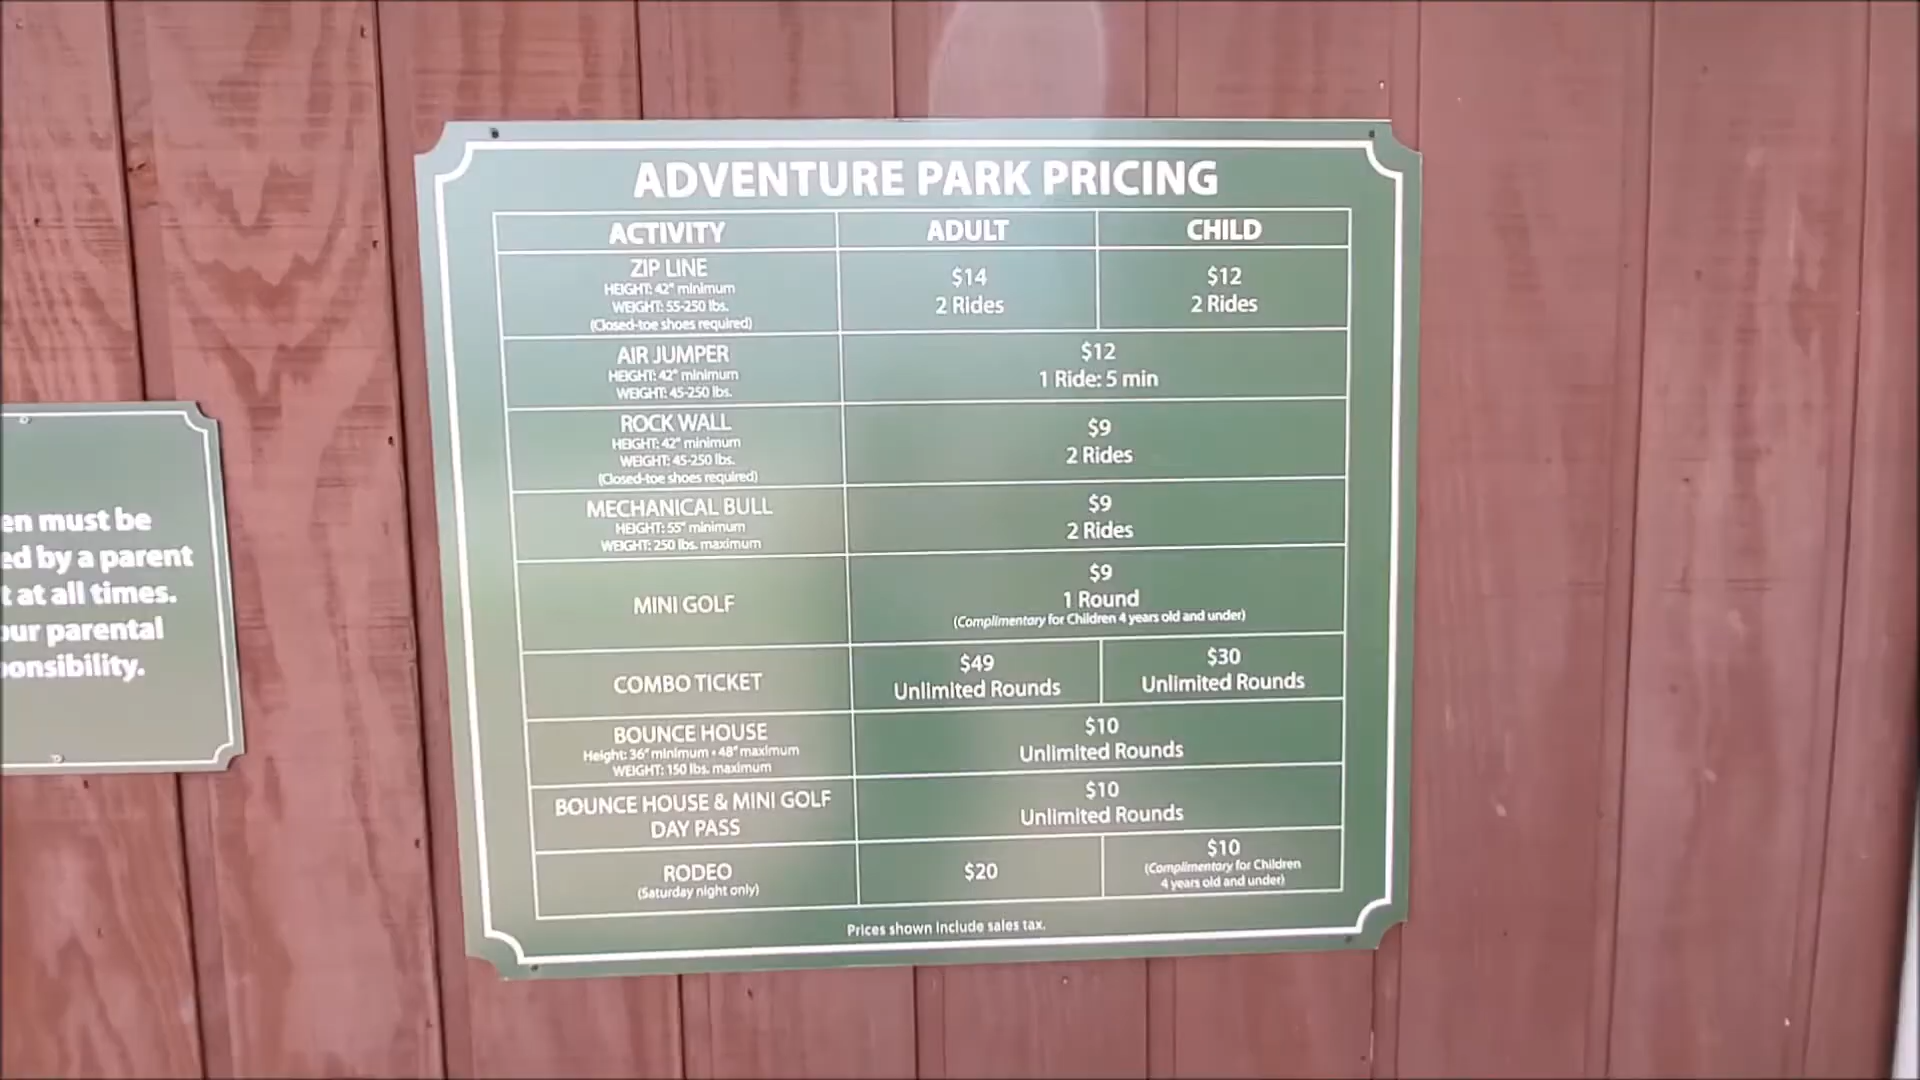 ADVENTURE PARK PRICING
ACTIVITY ADULT CHILD
ZIP LINE
HEIGHT: 42" minimum
WEIGHT: 55-250 lbs.
(Closed-toe shoes required)
$14
2 Rides
$12
2 Rides
AIR JUMPER
HEIGHT: 42" minimum
WEIGHT: 45-250 lbs.
$12
1 Ride: 5 min
ROCK WALL
HEIGHT: 42" minimum
WEIGHT: 45-250 lbs.
(Closed-toe shoes required)
$9
2 Rides
MECHANICAL BULL
HEIGHT: 55" minimum
WEIGHT: 250 lbs. maximum
$9
2 Rides
MINI GOLF
$9
1 Round
(Complimentary for Children 4 years old and under)
COMBO TICKET
$49
Unlimited Rounds
$30
Unlimited Rounds
BOUNCE HOUSE
Height: 36" minimum • 48" maximum
WEIGHT: 150 lbs. maximum
$10
Unlimited Rounds
BOUNCE HOUSE & MINI GOLF
DAY PASS
$10
Unlimited Rounds
RODEO
(Saturday night only)
$20
$10
(Complimentary for Children
4 years old and under)
Prices shown include sales tax.
en must be
ed by a parent
t at all times.
our parental
onsibility.